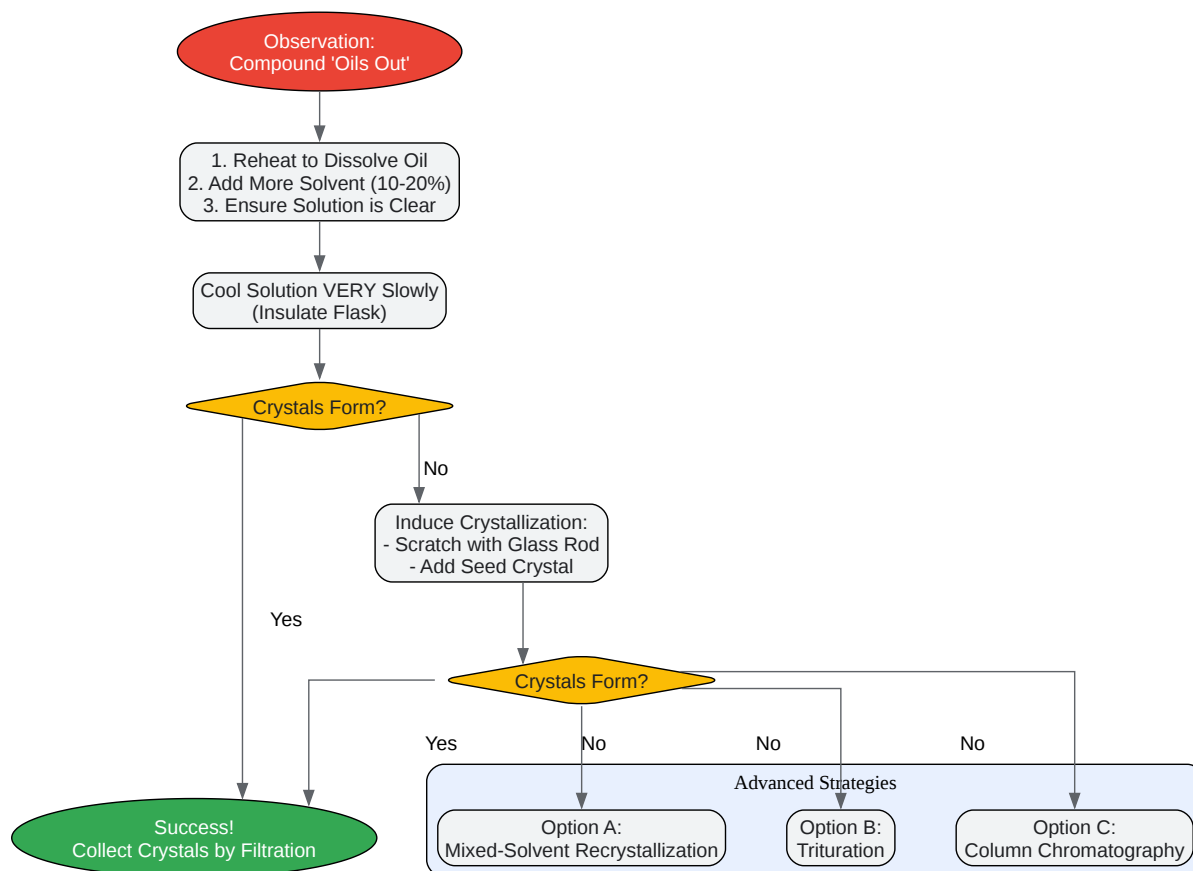 Observation:
Compound 'Oils Out'
1. Reheat to Dissolve Oil
2. Add More Solvent (10-20%)
3. Ensure Solution is Clear
Cool Solution VERY Slowly
(Insulate Flask)
Crystals Form?
No
Induce Crystallization:
- Scratch with Glass Rod
- Add Seed Crystal
Yes
Crystals Form?
Yes
No
No
No
Advanced Strategies
Success!
Collect Crystals by Filtration
Option A:
Mixed-Solvent Recrystallization
Option B:
Trituration
Option C:
Column Chromatography